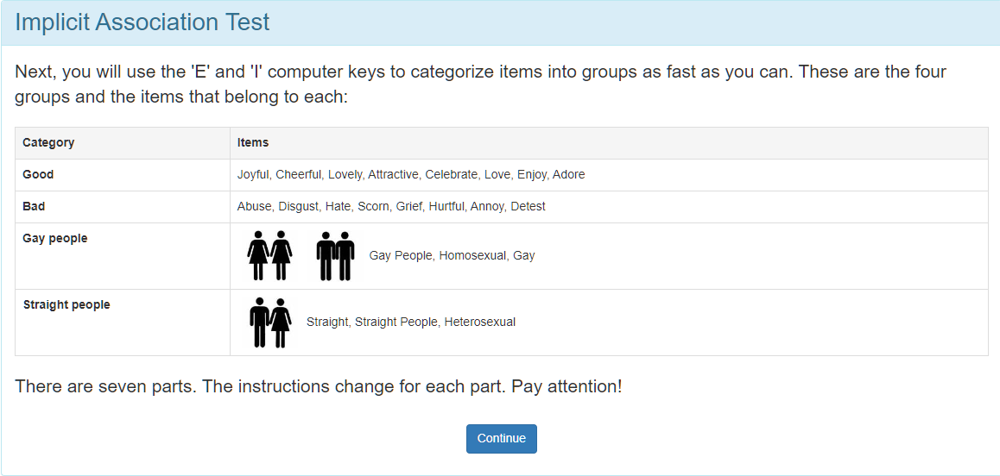 Implicit Association Test
Next, you will use the 'E' and 'I' computer keys to categorize items into groups as fast as you can. These are the four
groups and the items that belong to each:
Category Items
Good Joyful, Cheerful, Lovely, Attractive, Celebrate, Love, Enjoy, Adore
Bad Abuse, Disgust, Hate, Scorn, Grief, Hurtful, Annoy, Detest
Gay people Gay People, Homosexual, Gay
Straight people Straight, Straight People, Heterosexual
There are seven parts. The instructions change for each part. Pay attention!
Continue